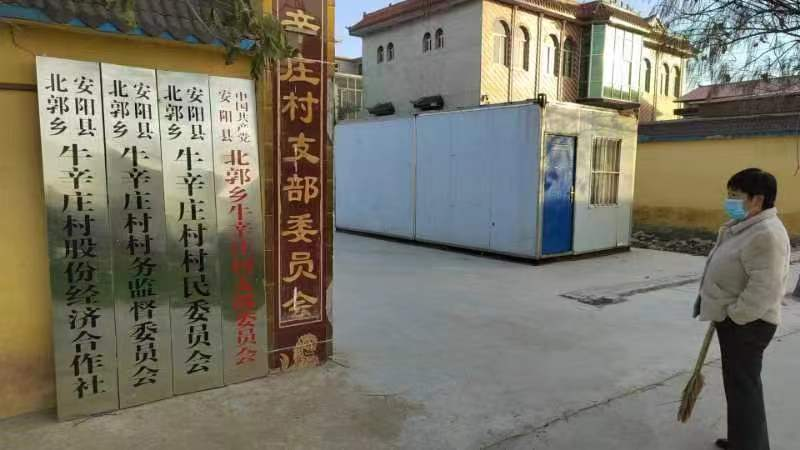 安阳县
北郭乡
牛辛庄村股份经济合作社
安阳县
北郭乡
牛辛庄村村务监督委员会
安阳县
北郭乡
牛辛庄村村民委员会
中国共产党
安阳县
北郭乡牛辛庄村支部委员会
辛庄村支部委员会